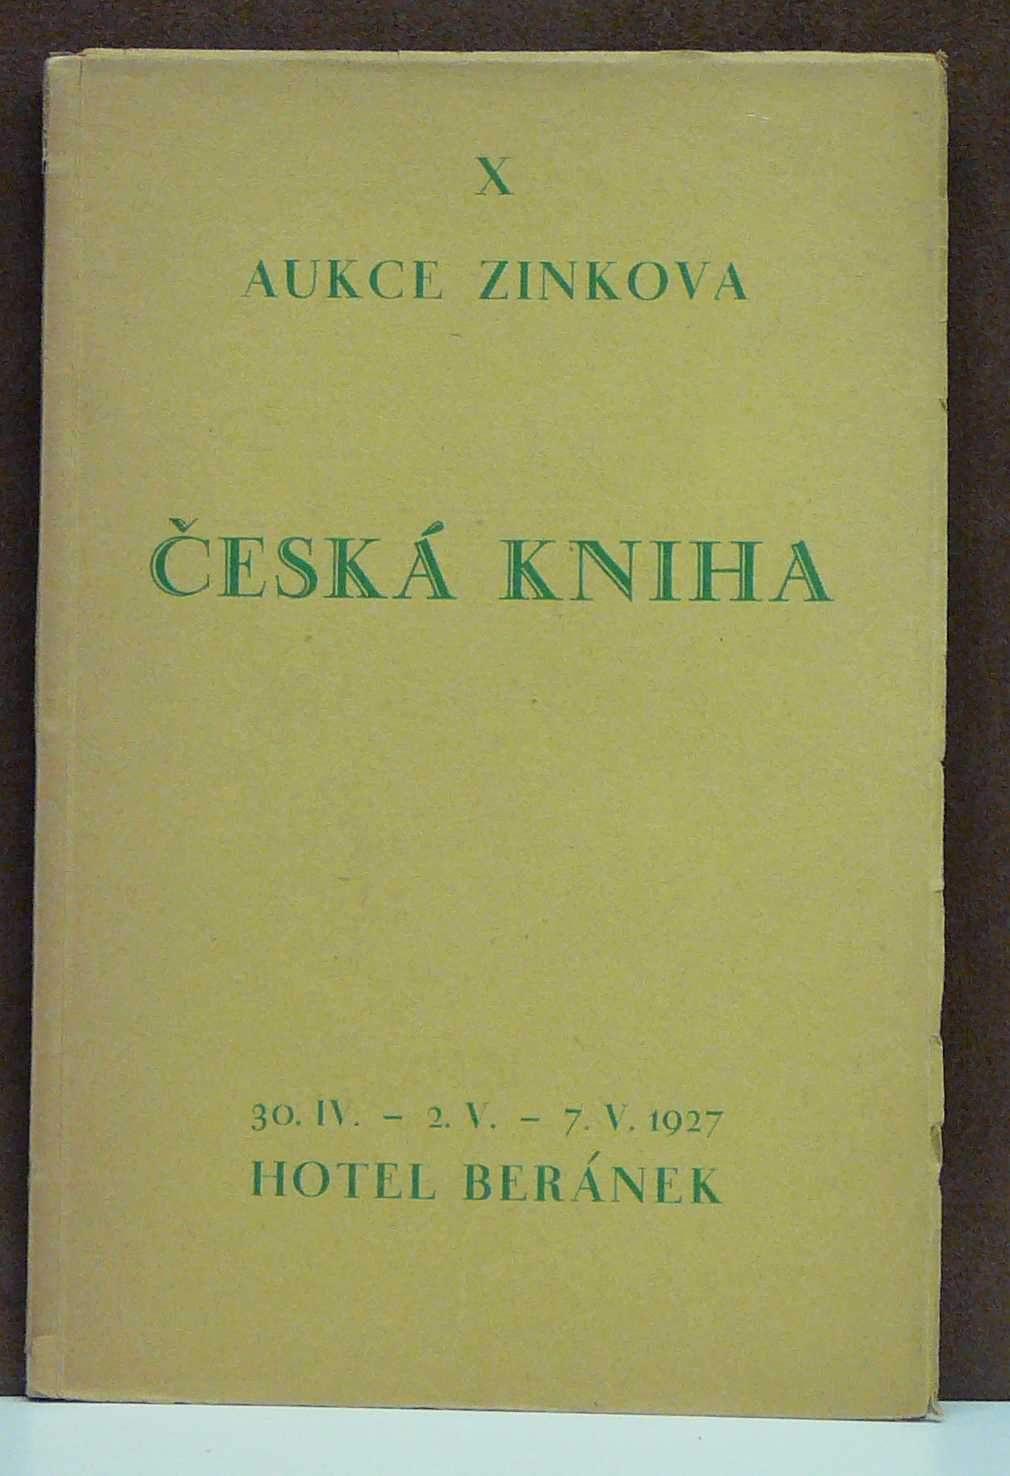 X
AUKCE ZINKOVA
ČESKÁ KNIHA
30. IV. – 2. V. – 7. V. 1927
HOTEL BERÁNEK